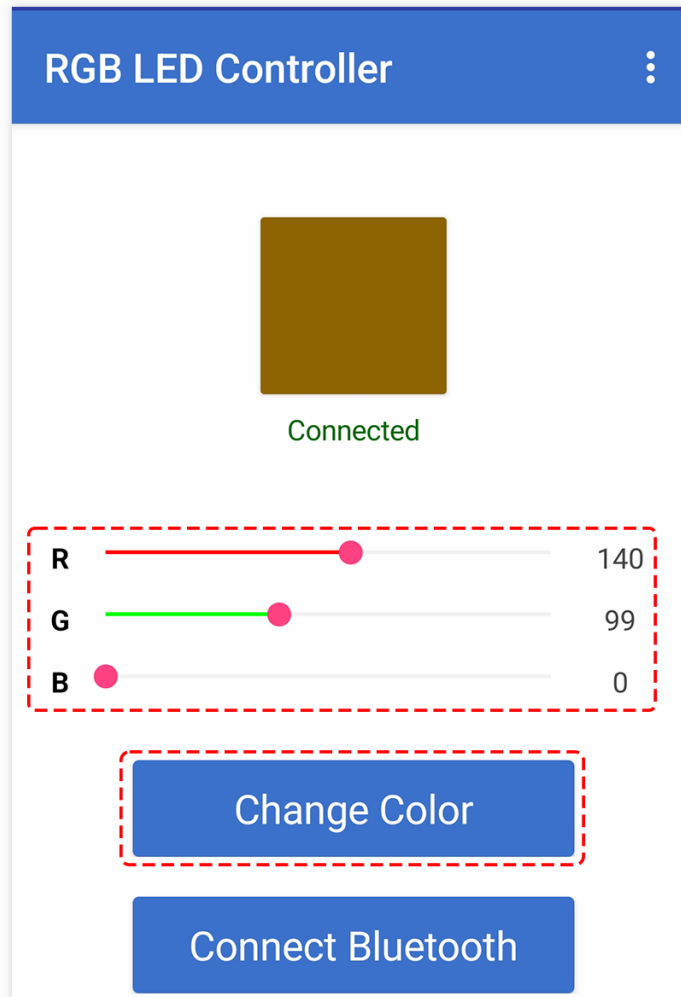 RGB LED Controller
Connected
R 140
G 99
B 0
Change Color
Connect Bluetooth